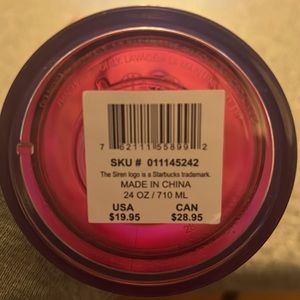 7 62111 55899 2
SKU # 011145242
The Siren logo is a Starbucks trademark.
MADE IN CHINA
24 OZ / 710 ML
USA CAN
$19.95 $28.95